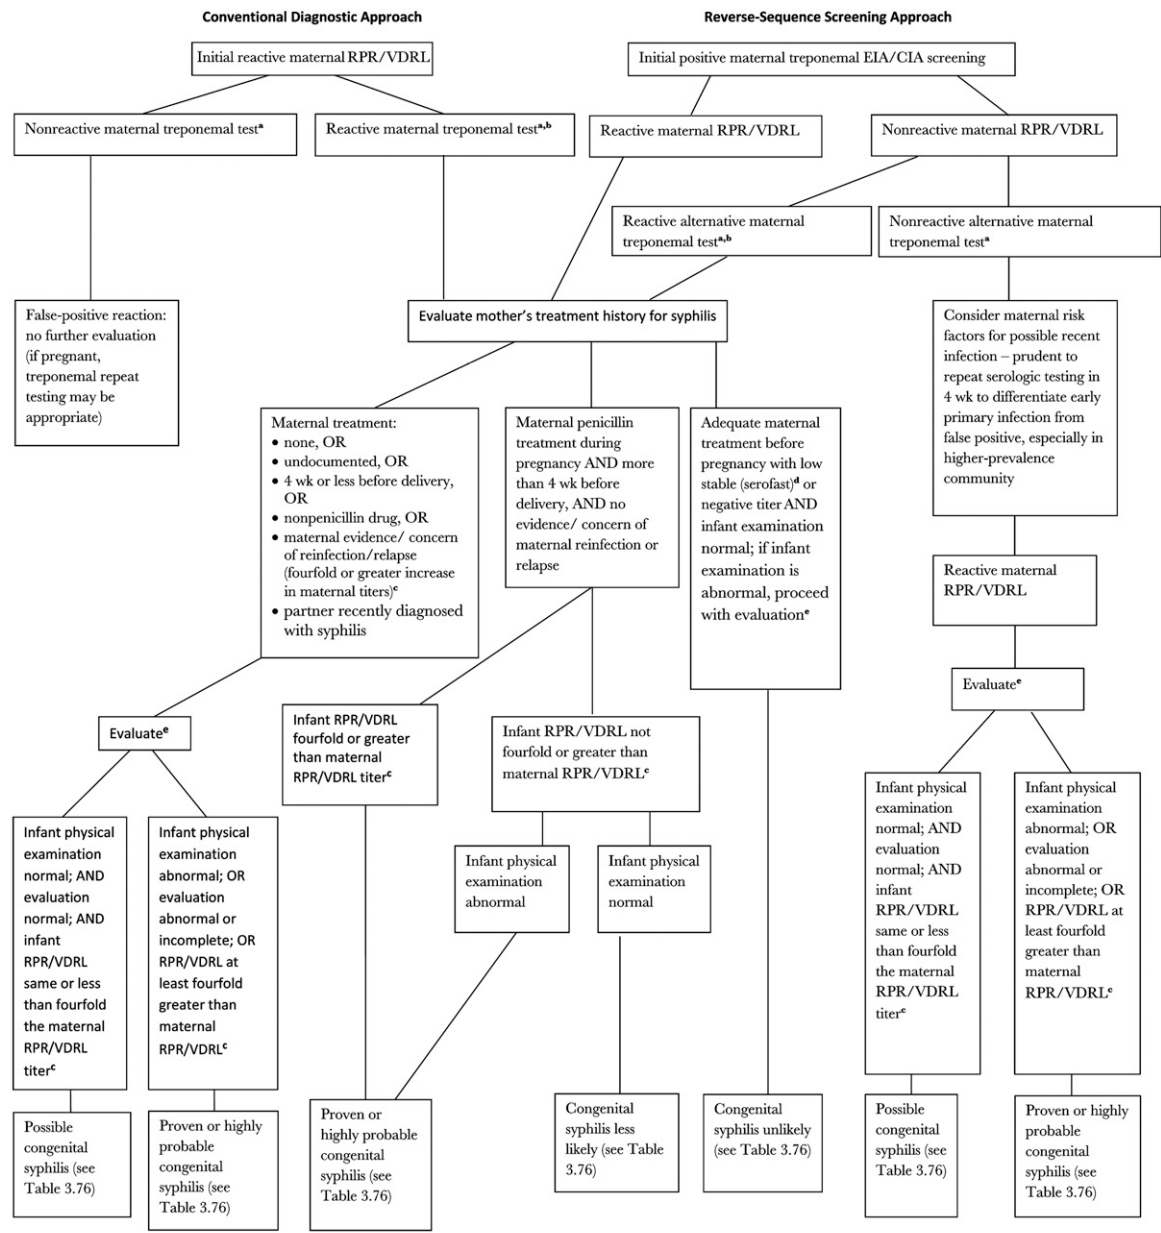 Conventional Diagnostic Approach
Reverse-Sequence Screening Approach
Initial reactive maternal RPR/VDRL
Initial positive maternal treponemal EIA/CIA screening
Nonreactive maternal treponemal testᵃ
Reactive maternal treponemal testᵃ,ᵇ
Reactive maternal RPR/VDRL
Nonreactive maternal RPR/VDRL
Reactive alternative maternal
treponemal testᵃ,ᵇ
Nonreactive alternative maternal
treponemal testᵃ
False-positive reaction:
no further evaluation
(if pregnant,
treponemal repeat
testing may be
appropriate)
Evaluate mother's treatment history for syphilis
Consider maternal risk
factors for possible recent
infection – prudent to
repeat serologic testing in
4 wk to differentiate early
primary infection from
false positive, especially in
higher-prevalence
community
Maternal treatment:
• none, OR
• undocumented, OR
• 4 wk or less before delivery,
OR
• nonpenicillin drug, OR
• maternal evidence/ concern
of reinfection/relapse
(fourfold or greater increase
in maternal titers)ᶜ
• partner recently diagnosed
with syphilis
Maternal penicillin
treatment during
pregnancy AND more
than 4 wk before
delivery, AND no
evidence/ concern of
maternal reinfection or
relapse
Adequate maternal
treatment before
pregnancy with low
stable (serofast)ᵈ or
negative titer AND
infant examination
normal; if infant
examination is
abnormal, proceed
with evaluationᵉ
Reactive maternal
RPR/VDRL
Evaluateᵉ
Evaluateᵉ
Infant RPR/VDRL
fourfold or greater
than maternal
RPR/VDRL titerᶜ
Infant RPR/VDRL not
fourfold or greater than
maternal RPR/VDRLᶜ
Infant physical
examination
normal; AND
evaluation
normal; AND
infant
RPR/VDRL
same or less
than fourfold
the maternal
RPR/VDRL
titerᶜ
Infant physical
examination
abnormal; OR
evaluation
abnormal or
incomplete; OR
RPR/VDRL at
least fourfold
greater than
maternal
RPR/VDRLᶜ
Infant physical
examination
abnormal
Infant physical
examination
normal
Infant physical
examination
normal; AND
evaluation
normal; AND
infant
RPR/VDRL
same or less
than fourfold
the maternal
RPR/VDRL
titerᶜ
Infant physical
examination
abnormal; OR
evaluation
abnormal or
incomplete; OR
RPR/VDRL at
least fourfold
greater than
maternal
RPR/VDRLᶜ
Possible
congenital
syphilis (see
Table 3.76)
Proven or highly
probable
congenital
syphilis (see
Table 3.76)
Proven or
highly probable
congenital
syphilis (see
Table 3.76)
Congenital
syphilis less
likely (see Table
3.76)
Congenital
syphilis unlikely
(see Table 3.76)
Possible
congenital
syphilis (see
Table 3.76)
Proven or highly
probable
congenital
syphilis (see
Table 3.76)